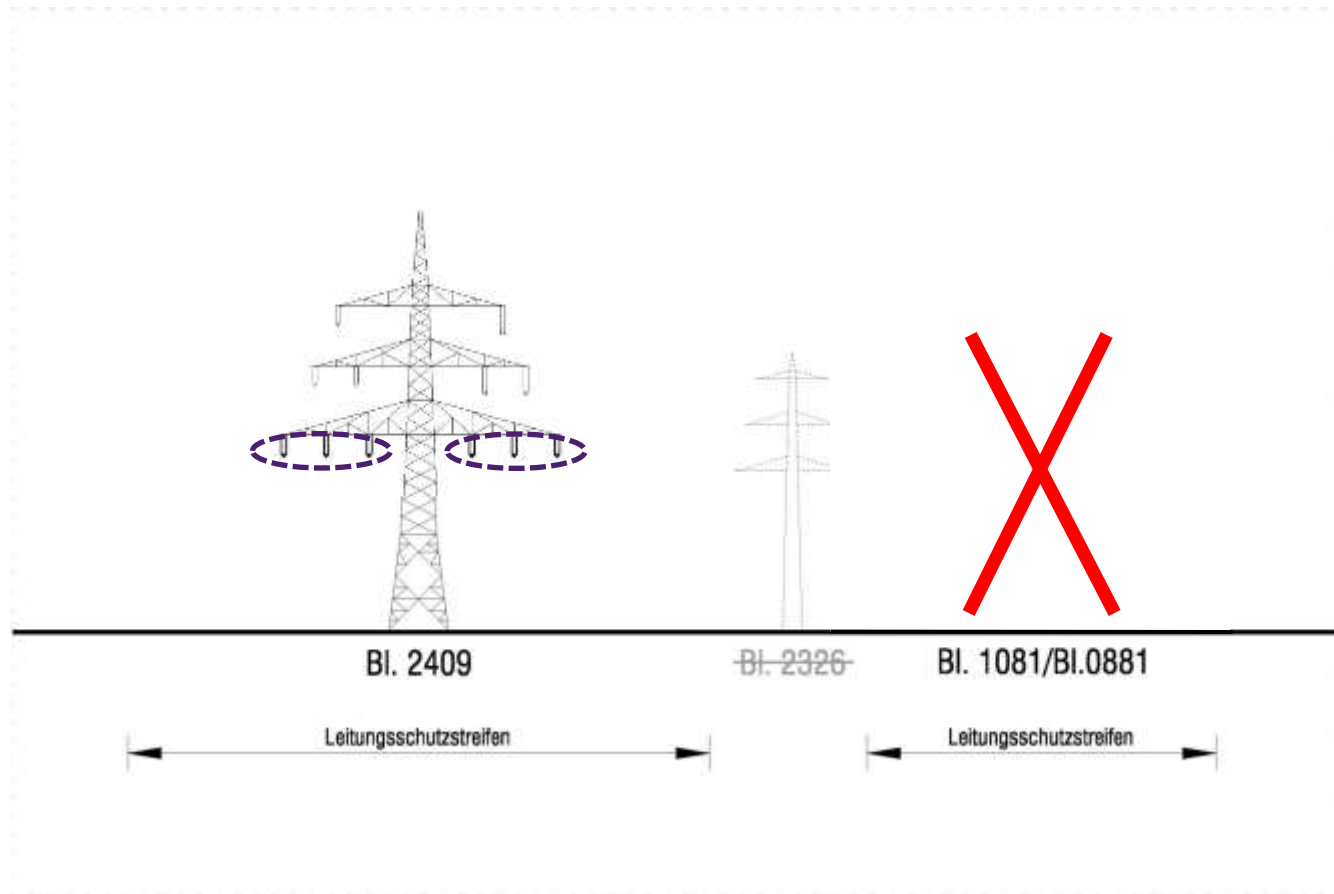 Bl. 2409
Bl. 2326
Bl. 1081/Bl.0881
Leitungsschutzstreifen
Leitungsschutzstreifen